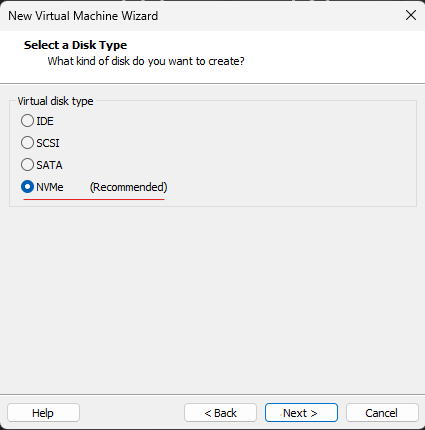 New Virtual Machine Wizard
Select a Disk Type
What kind of disk do you want to create?
Virtual disk type
IDE
SCSI
SATA
NVMe (Recommended)
Help < Back Next > Cancel